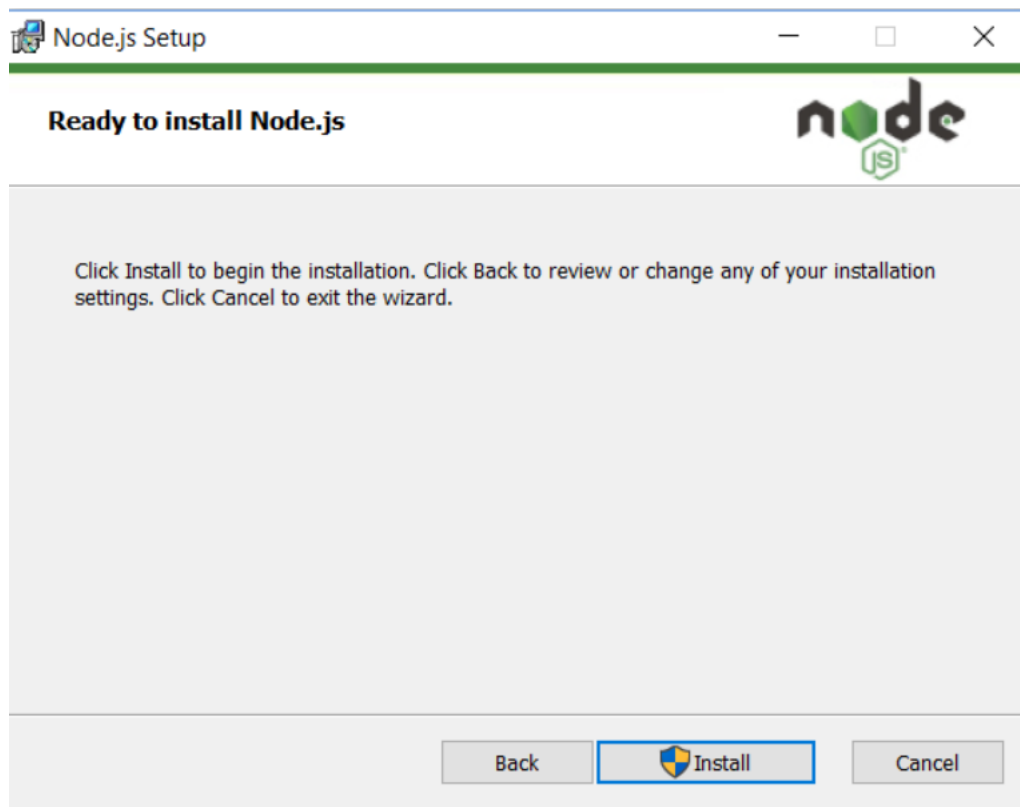 Node.js Setup
Ready to install Node.js
node
JS
Click Install to begin the installation. Click Back to review or change any of your installation
settings. Click Cancel to exit the wizard.
Back
Install
Cancel